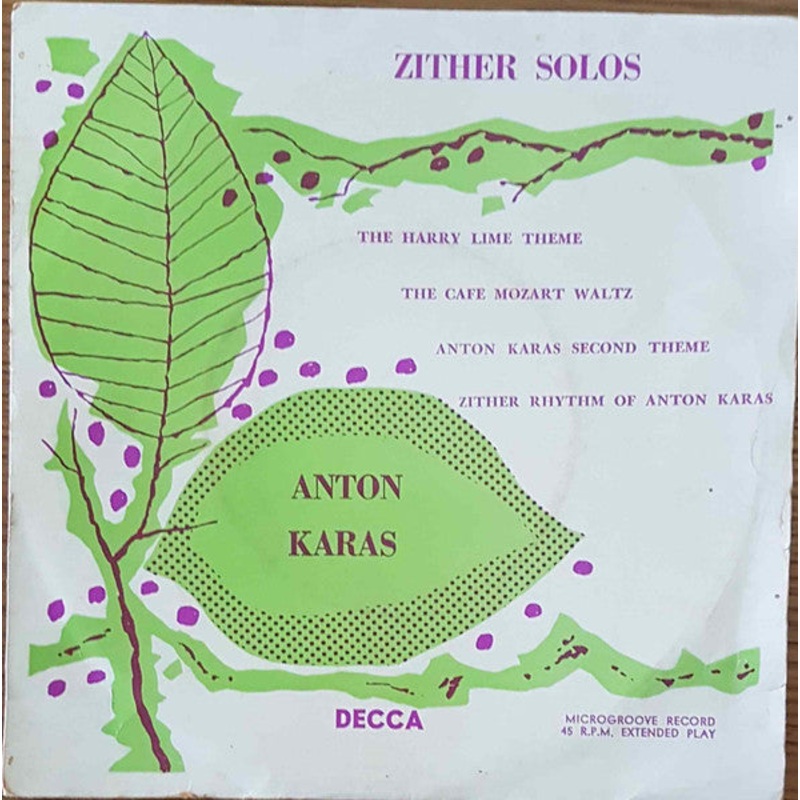 ZITHER SOLOS
THE HARRY LIME THEME
THE CAFE MOZART WALTZ
ANTON KARAS SECOND THEME
ZITHER RHYTHM OF ANTON KARAS
ANTON
KARAS
DECCA
MICROGROOVE RECORD
45 R.P.M. EXTENDED PLAY